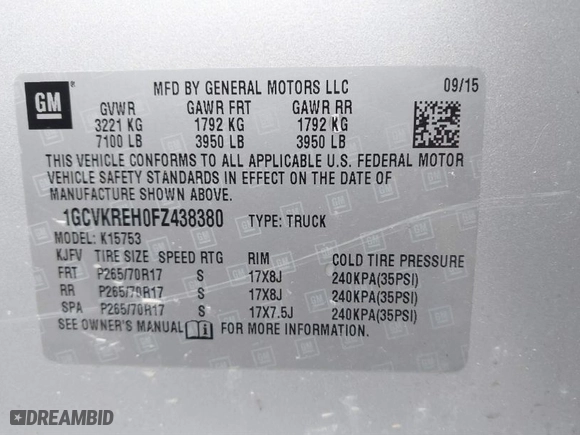 GM
MFD BY GENERAL MOTORS LLC 09/15
GVWR GAWR FRT GAWR RR
3221 KG 1792 KG 1792 KG
7100 LB 3950 LB 3950 LB
THIS VEHICLE CONFORMS TO ALL APPLICABLE U.S. FEDERAL MOTOR
VEHICLE SAFETY STANDARDS IN EFFECT ON THE DATE OF
MANUFACTURE SHOWN ABOVE.
1GCVKREH0FZ438380 TYPE: TRUCK
MODEL: K15753
KJFV TIRE SIZE SPEED RTG RIM COLD TIRE PRESSURE
FRT P265/70R17 S 17X8J 240KPA(35PSI)
RR P265/70R17 S 17X8J 240KPA(35PSI)
SPA P265/70R17 S 17X7.5J 240KPA(35PSI)
SEE OWNER'S MANUAL FOR MORE INFORMATION.
DREAMBID